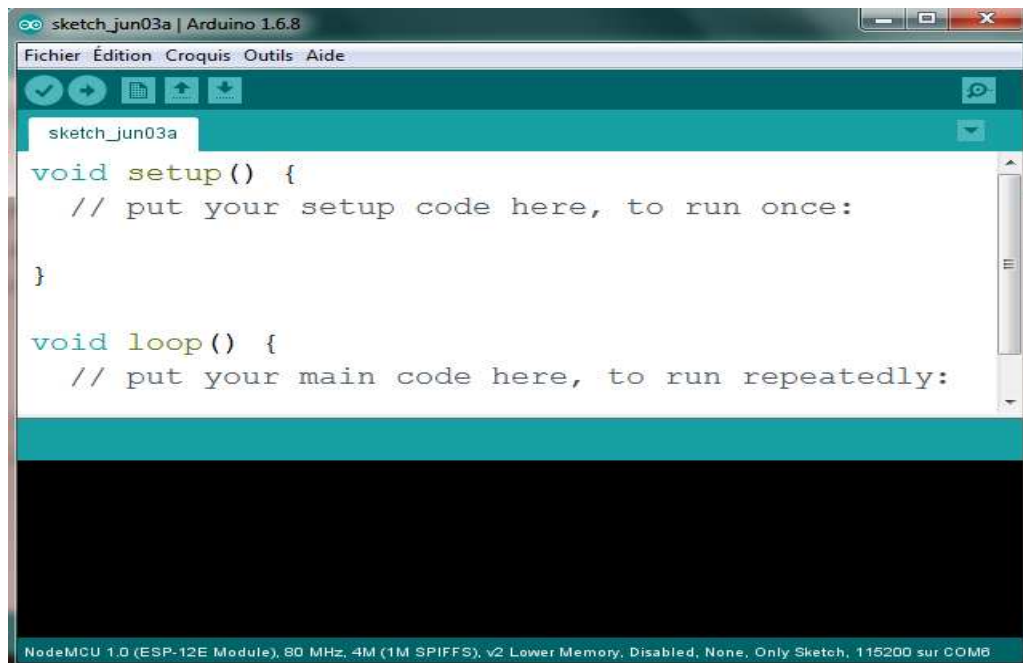 sketch_jun03a | Arduino 1.6.8
Fichier Édition Croquis Outils Aide
sketch_jun03a
void setup() {
// put your setup code here, to run once:
}
void loop() {
// put your main code here, to run repeatedly:
NodeMCU 1.0 (ESP-12E Module), 80 MHz, 4M (1M SPIFFS), v2 Lower Memory, Disabled, None, Only Sketch, 115200 sur COM6